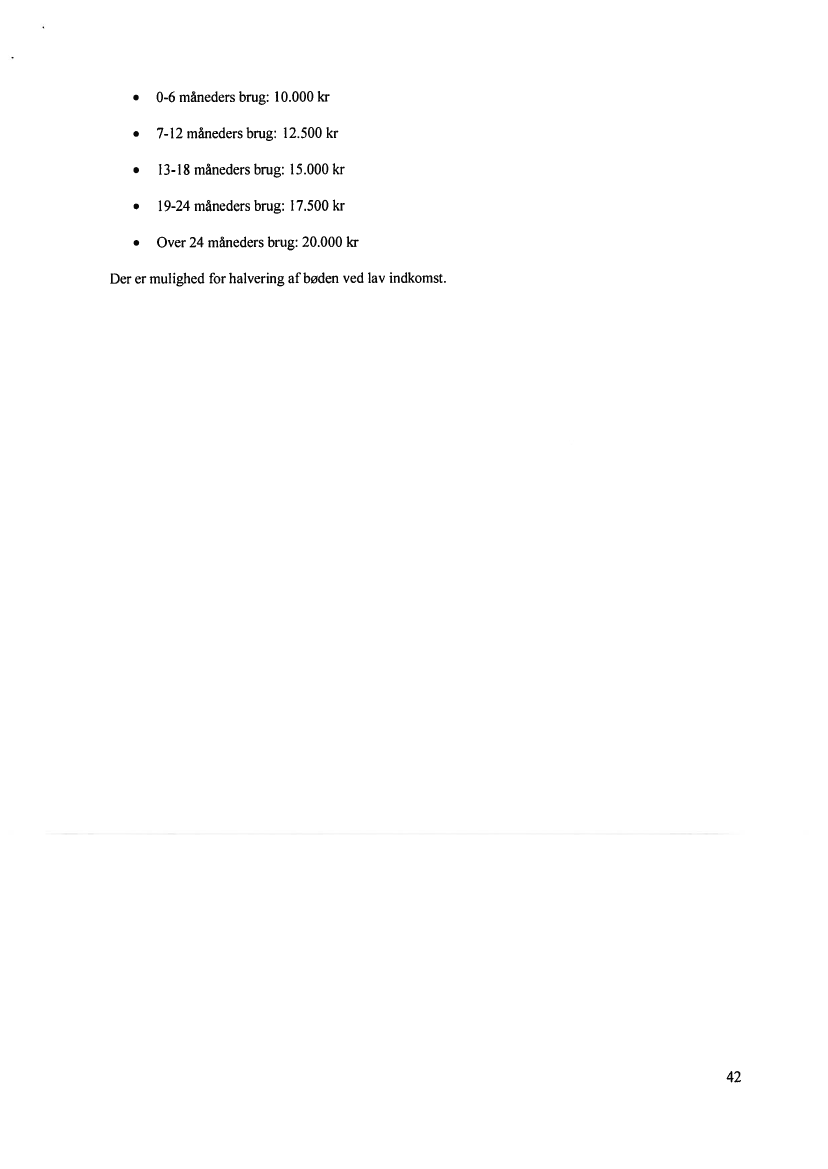 • 0-6 måneders brug: 10.000 kr
• 7-12 måneders brug: 12.500 kr
• 13-18 måneders brug: 15.000 kr
• 19-24 måneders brug: 17.500 kr
• Over 24 måneders brug: 20.000 kr
Der er mulighed for halvering af bøden ved lav indkomst.
42